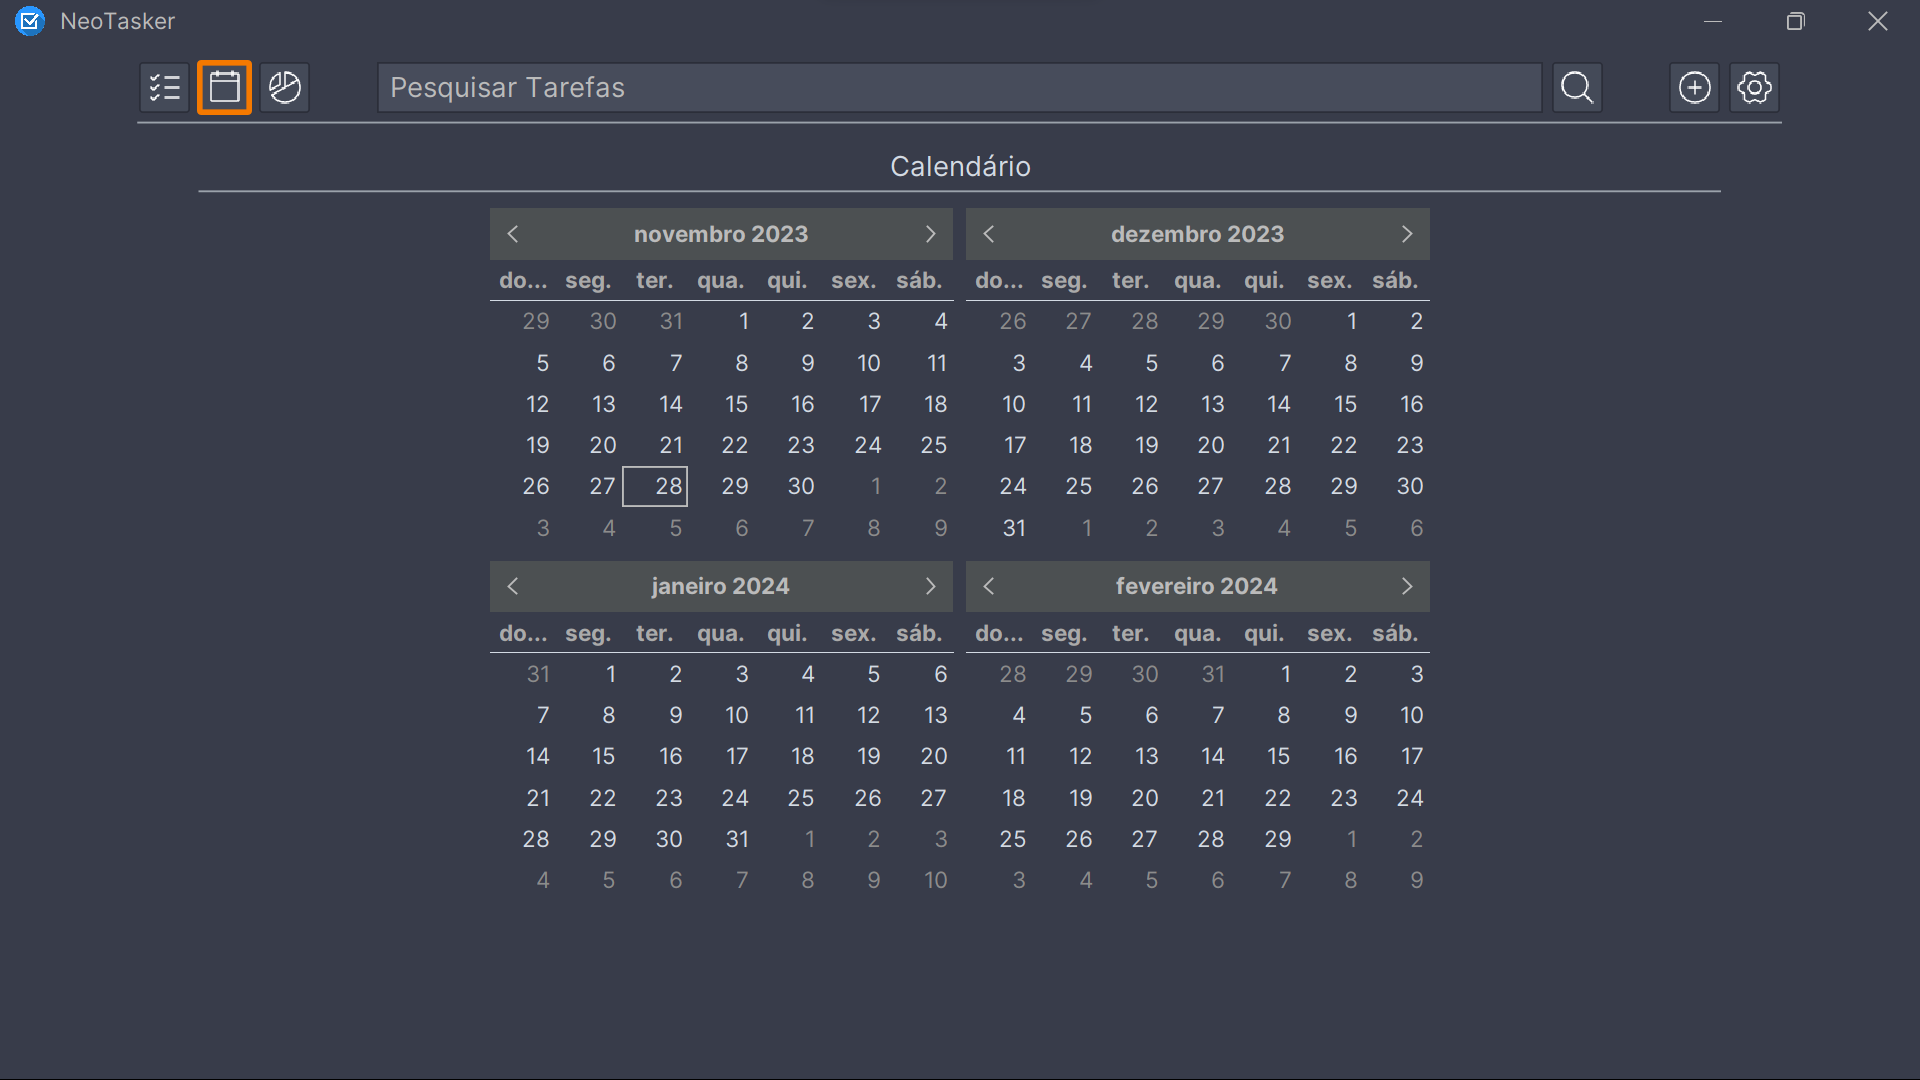 NeoTasker
Pesquisar Tarefas
Calendário
novembro 2023
do... seg. ter. qua. qui. sex. sáb.
29 30 31 1 2 3 4
5 6 7 8 9 10 11
12 13 14 15 16 17 18
19 20 21 22 23 24 25
26 27 28 29 30 1 2
3 4 5 6 7 8 9
dezembro 2023
do... seg. ter. qua. qui. sex. sáb.
26 27 28 29 30 1 2
3 4 5 6 7 8 9
10 11 12 13 14 15 16
17 18 19 20 21 22 23
24 25 26 27 28 29 30
31 1 2 3 4 5 6
janeiro 2024
do... seg. ter. qua. qui. sex. sáb.
31 1 2 3 4 5 6
7 8 9 10 11 12 13
14 15 16 17 18 19 20
21 22 23 24 25 26 27
28 29 30 31 1 2 3
4 5 6 7 8 9 10
fevereiro 2024
do... seg. ter. qua. qui. sex. sáb.
28 29 30 31 1 2 3
4 5 6 7 8 9 10
11 12 13 14 15 16 17
18 19 20 21 22 23 24
25 26 27 28 29 1 2
3 4 5 6 7 8 9